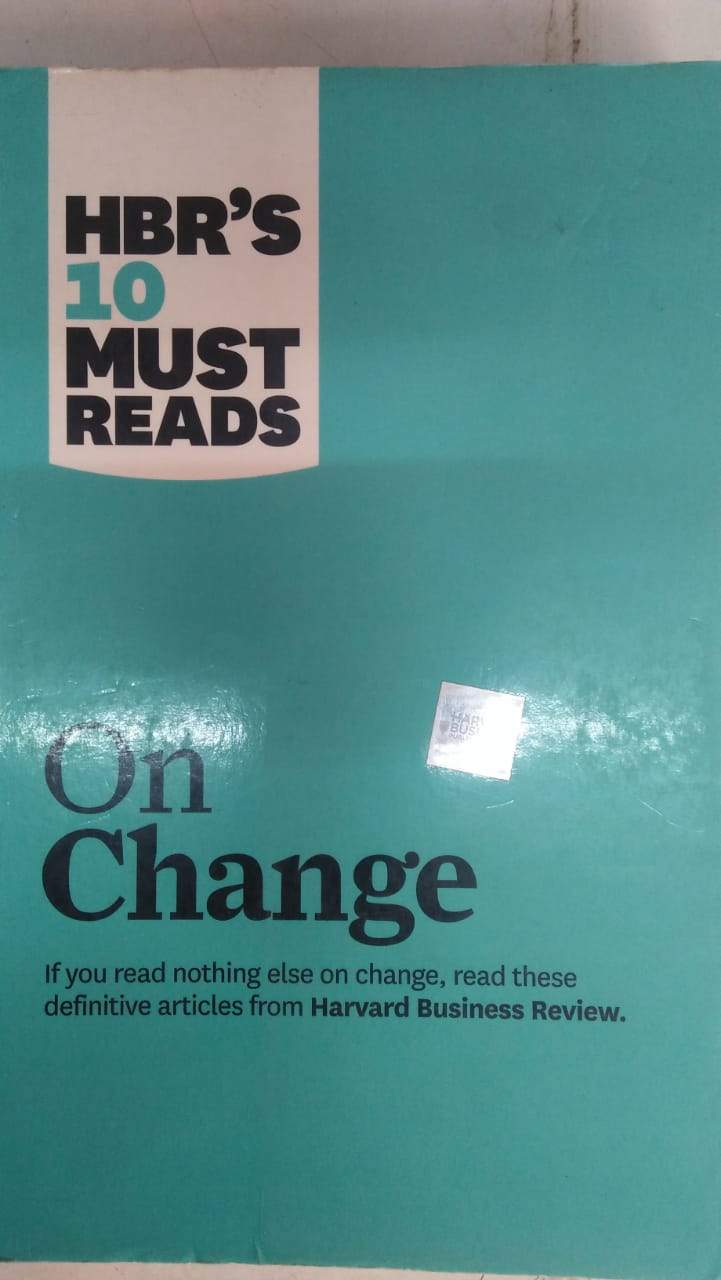 HBR’S
10
MUST
READS
On
Change
If you read nothing else on change, read these
definitive articles from Harvard Business Review.